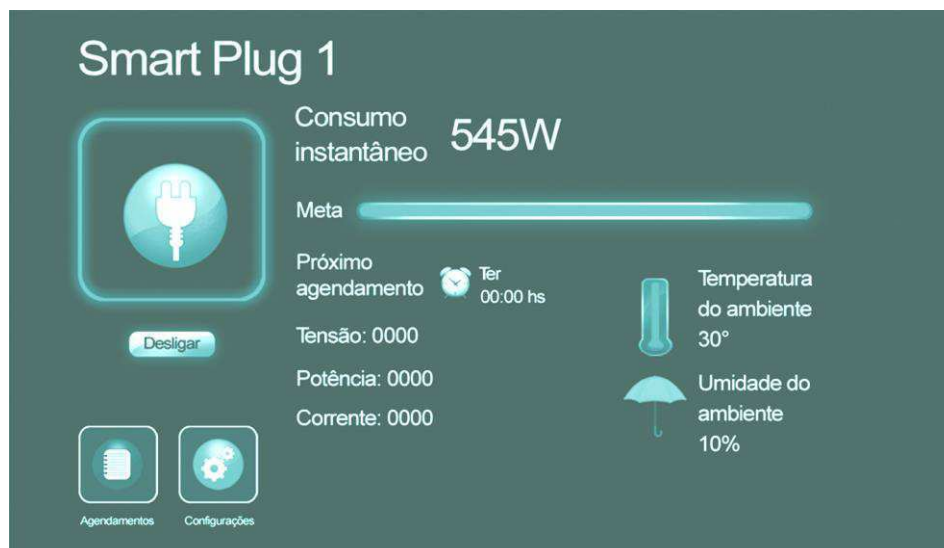 Smart Plug 1
Consumo
instantâneo
545W
Meta
Próximo
agendamento
Ter
00:00 hs
Temperatura
do ambiente
30°
Desligar
Tensão: 0000
Potência: 0000
Corrente: 0000
Umidade do
ambiente
10%
Agendamentos
Configurações